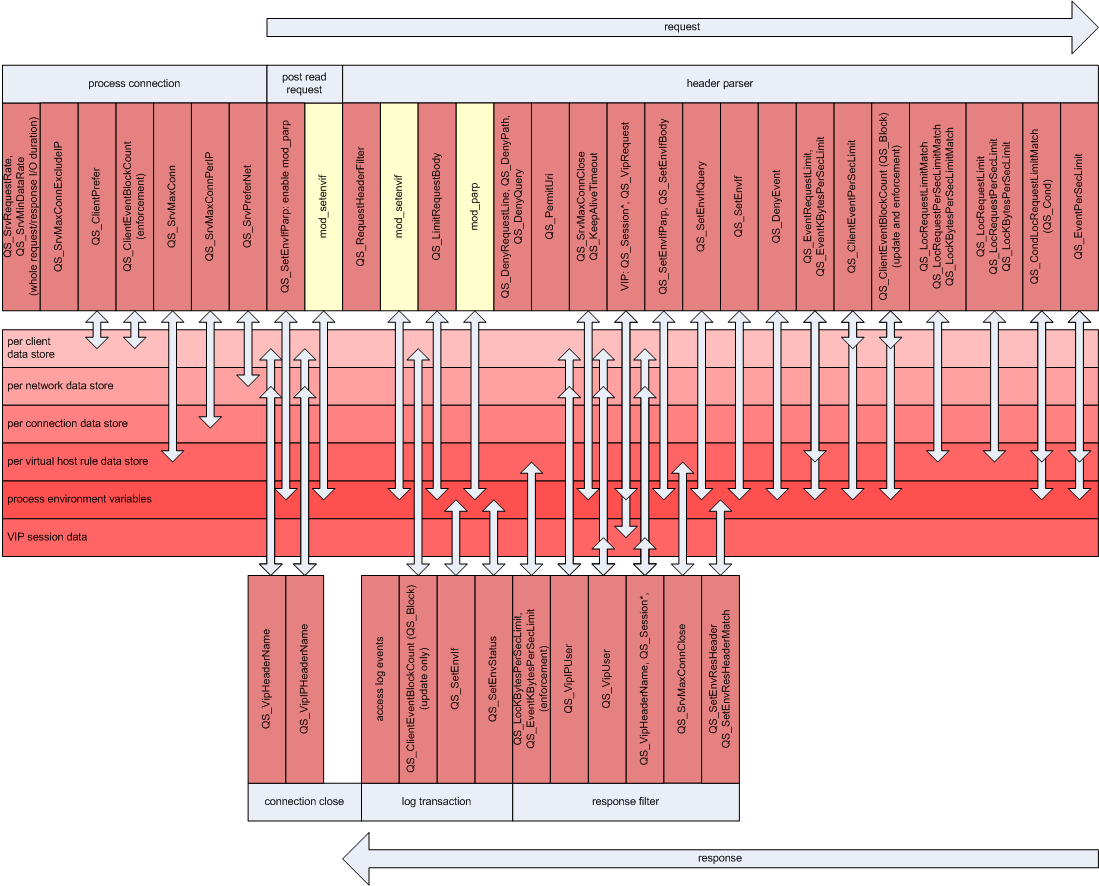 request
process connection
post read
request
header parser
QS_SrvRequestRate,
QS_SrvMinDataRate
(whole request/response I/O duration)
QS_SrvMaxConnExcludeIP
QS_ClientPrefer
QS_ClientEventBlockCount
(enforcement)
QS_SrvMaxConn
QS_SrvMaxConnPerIP
QS_SrvPreferNet
QS_SetEnvIfParp: enable mod_parp
mod_setenvif
QS_RequestHeaderFilter
mod_setenvif
QS_LimitRequestBody
mod_parp
QS_DenyRequestLine, QS_DenyPath,
QS_DenyQuery
QS_PermitUri
QS_SrvMaxConnClose
QS_KeepAliveTimeout
VIP: QS_Session*, QS_VipRequest
QS_SetEnvIfParp, QS_SetEnvIfBody
QS_SetEnvIfQuery
QS_SetEnvIf
QS_DenyEvent
QS_EventRequestLimit,
QS_EventKBytesPerSecLimit
QS_ClientEventPerSecLimit
QS_ClientEventBlockCount (QS_Block)
(update and enforcement)
QS_LocRequestLimitMatch
QS_LocRequestPerSecLimitMatch
QS_LocKBytesPerSecLimitMatch
QS_LocRequestLimit
QS_LocRequestPerSecLimit
QS_LocKBytesPerSecLimit
QS_CondLocRequestLimitMatch
(QS_Cond)
QS_EventPerSecLimit
per client
data store
per network data store
per connection data store
per virtual host rule data store
process environment variables
VIP session data
QS_VipHeaderName
QS_VipIPHeaderName
access log events
QS_ClientEventBlockCount (QS_Block)
(update only)
QS_SetEnvIf
QS_SetEnvStatus
QS_LocKBytesPerSecLimit,
QS_EventKBytesPerSecLimit
(enforcement)
QS_VipIPUser
QS_VipUser
QS_VipHeaderName, QS_Session*,
QS_SrvMaxConnClose
QS_SetEnvResHeader
QS_SetEnvResHeaderMatch
connection close
log transaction
response filter
response